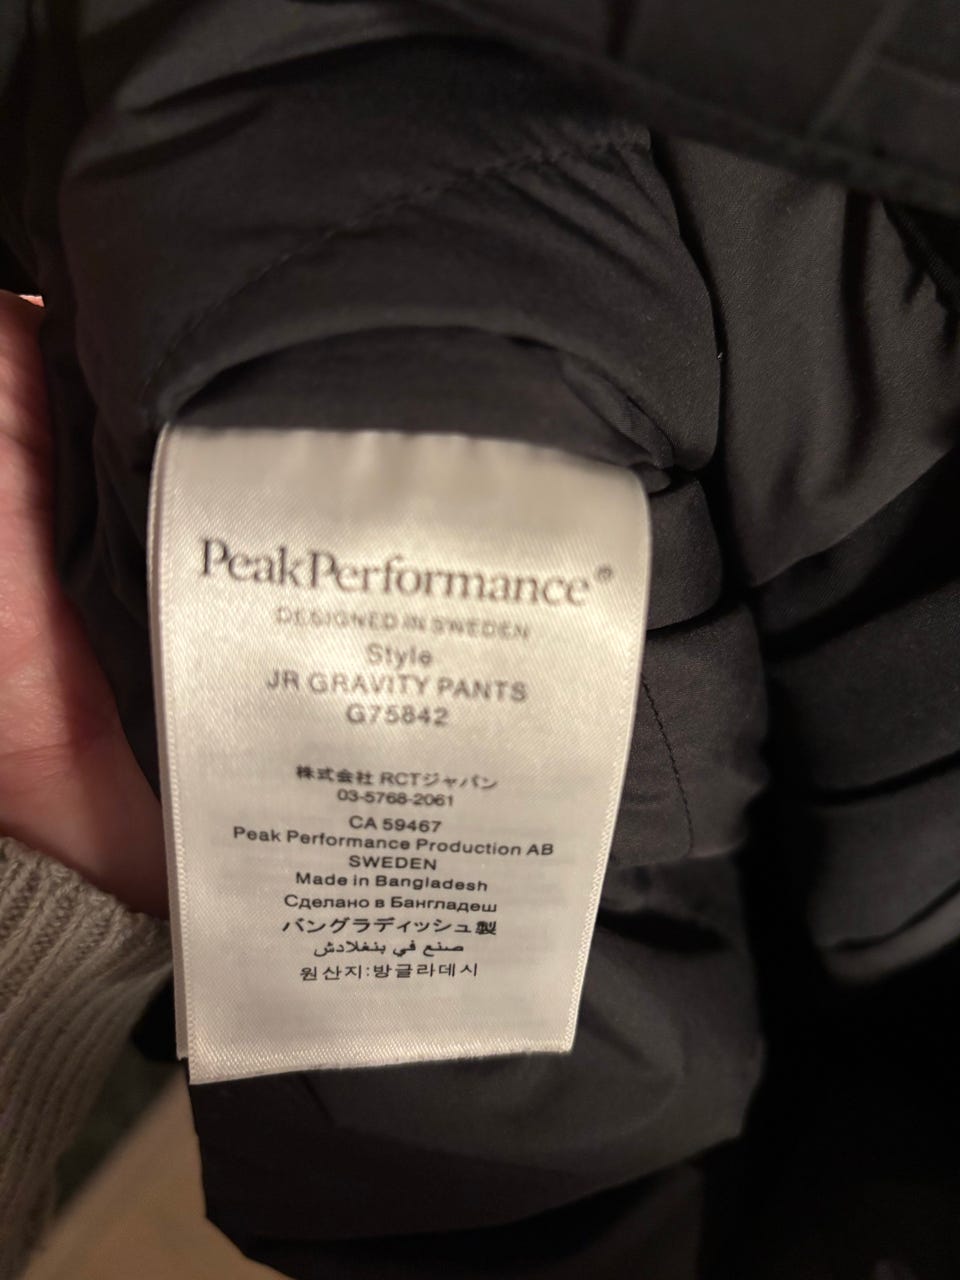 PeakPerformance®
DESIGNED IN SWEDEN
Style
JR GRAVITY PANTS
G75842
株式会社 RCTジャパン
03-5768-2061
CA 59467
Peak Performance Production AB
SWEDEN
Made in Bangladesh
Сделано в Бангладеш
バングラディッシュ製
صنع في بنغلادش
원산지:방글라데시